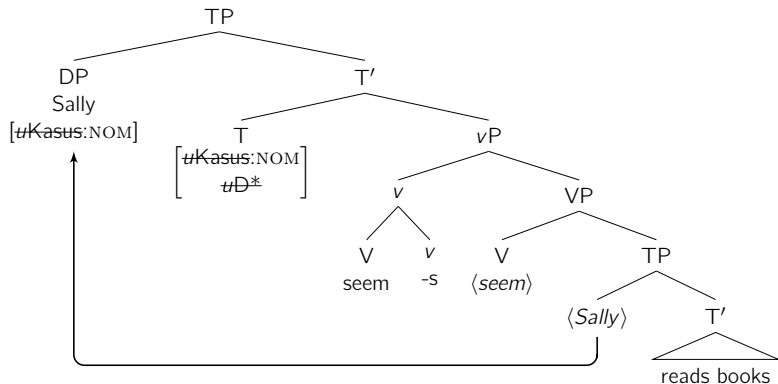 TP
DP T′
Sally
[uKasus:NOM] T vP
[uKasus:NOM
uD*] v VP
V v V TP
seem -s ⟨seem⟩
⟨Sally⟩ T′
reads books